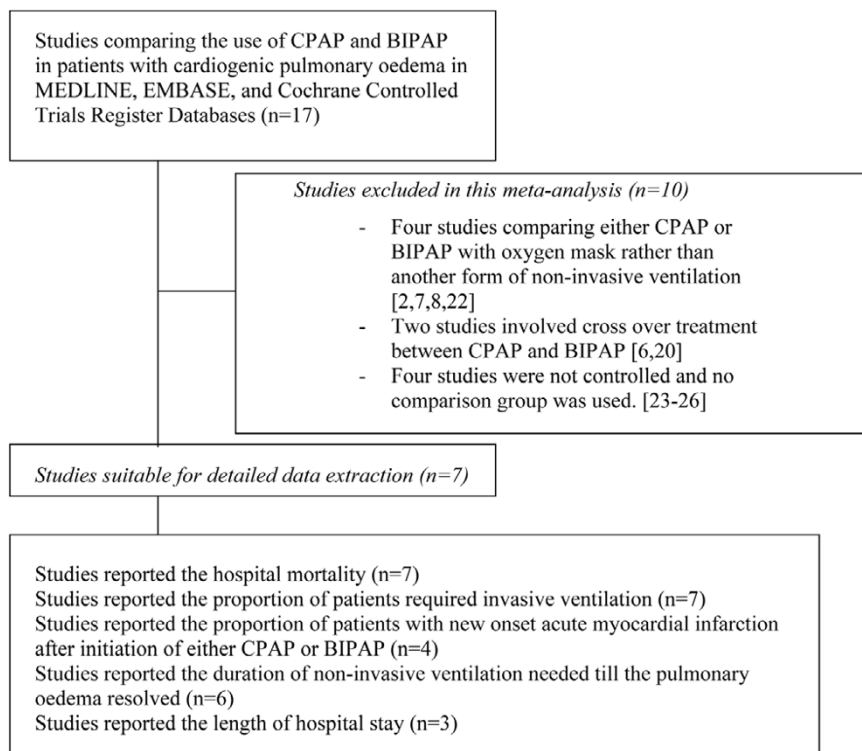 Studies comparing the use of CPAP and BIPAP
in patients with cardiogenic pulmonary oedema in
MEDLINE, EMBASE, and Cochrane Controlled
Trials Register Databases (n=17)
Studies excluded in this meta-analysis (n=10)
- Four studies comparing either CPAP or
BIPAP with oxygen mask rather than
another form of non-invasive ventilation
[2,7,8,22]
- Two studies involved cross over treatment
between CPAP and BIPAP [6,20]
- Four studies were not controlled and no
comparison group was used. [23-26]
Studies suitable for detailed data extraction (n=7)
Studies reported the hospital mortality (n=7)
Studies reported the proportion of patients required invasive ventilation (n=7)
Studies reported the proportion of patients with new onset acute myocardial infarction
after initiation of either CPAP or BIPAP (n=4)
Studies reported the duration of non-invasive ventilation needed till the pulmonary
oedema resolved (n=6)
Studies reported the length of hospital stay (n=3)